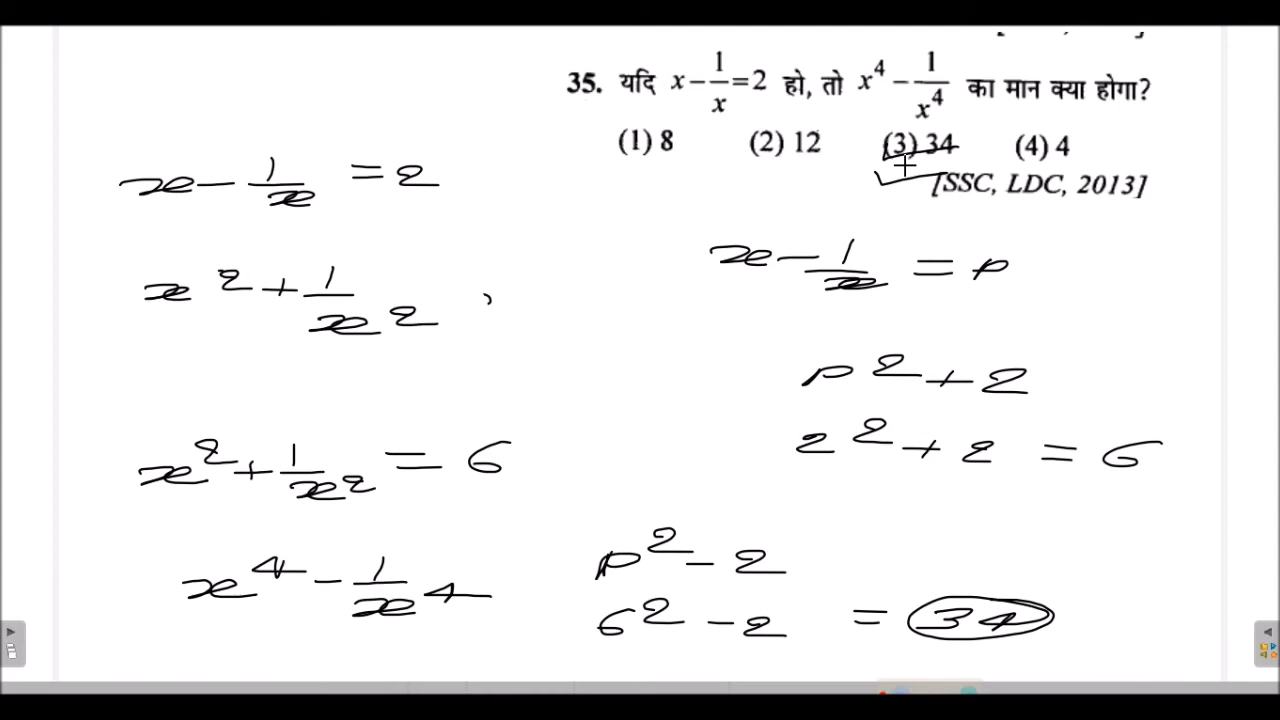 35. यदि x - 1/x = 2 हो, तो x⁴ - 1/x⁴ का मान क्या होगा?
(1) 8 (2) 12 (3) 34 (4) 4
[SSC, LDC, 2013]
x - 1/x = 2
x² + 1/x²
x - 1/x = p
p² + 2
2² + 2 = 6
x² + 1/x² = 6
x⁴ - 1/x⁴
p² - 2
6² - 2 = 34